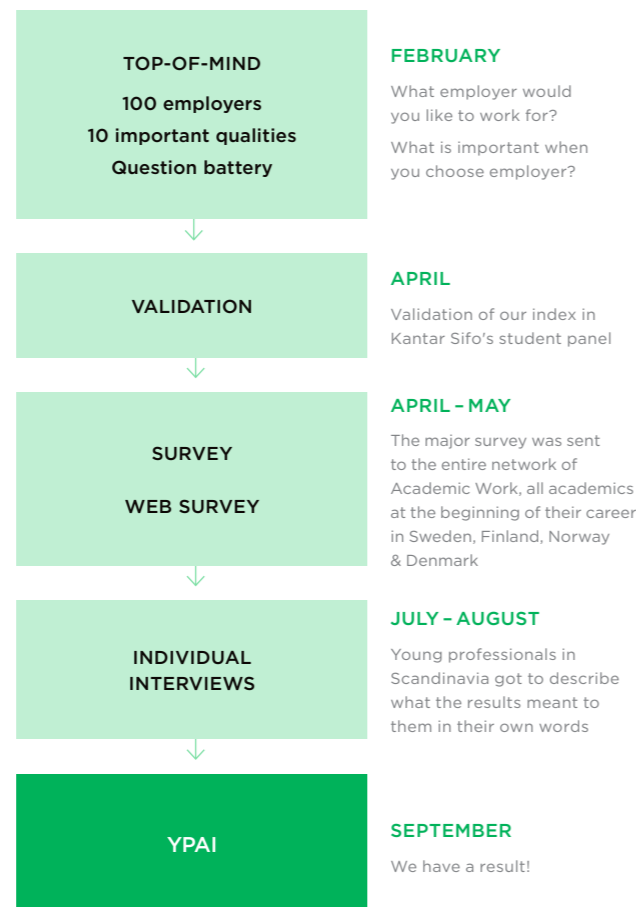 TOP-OF-MIND
100 employers
10 important qualities
Question battery
FEBRUARY
What employer would
you like to work for?
What is important when
you choose employer?
VALIDATION
APRIL
Validation of our index in
Kantar Sifo's student panel
SURVEY
WEB SURVEY
APRIL – MAY
The major survey was sent
to the entire network of
Academic Work, all academics
at the beginning of their career
in Sweden, Finland, Norway
& Denmark
INDIVIDUAL
INTERVIEWS
JULY – AUGUST
Young professionals in
Scandinavia got to describe
what the results meant to
them in their own words
YPAI
SEPTEMBER
We have a result!